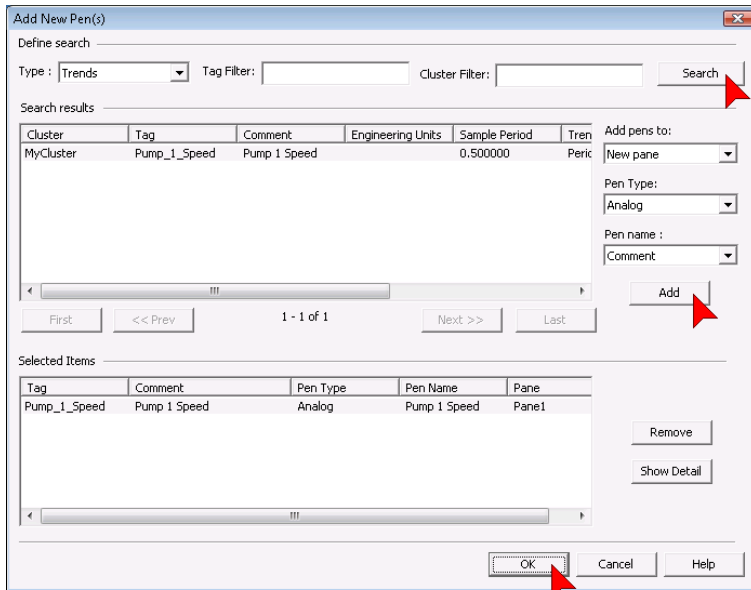 Add New Pen(s)
Define search
Type : Trends Tag Filter: Cluster Filter: Search
Search results
Cluster Tag Comment Engineering Units Sample Period Tren
MyCluster Pump_1_Speed Pump 1 Speed 0.500000 Peric
Add pens to:
New pane
Pen Type:
Analog
Pen name :
Comment
Add
First << Prev 1 - 1 of 1 Next >> Last
Selected Items
Tag Comment Pen Type Pen Name Pane
Pump_1_Speed Pump 1 Speed Analog Pump 1 Speed Pane1
Remove
Show Detail
OK Cancel Help